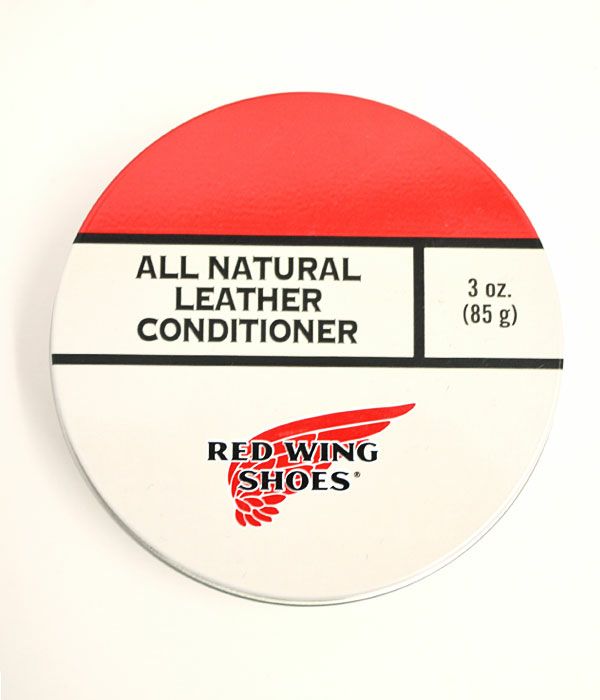 ALL NATURAL
LEATHER
CONDITIONER
3 oz.
(85 g)
RED WING
SHOES®